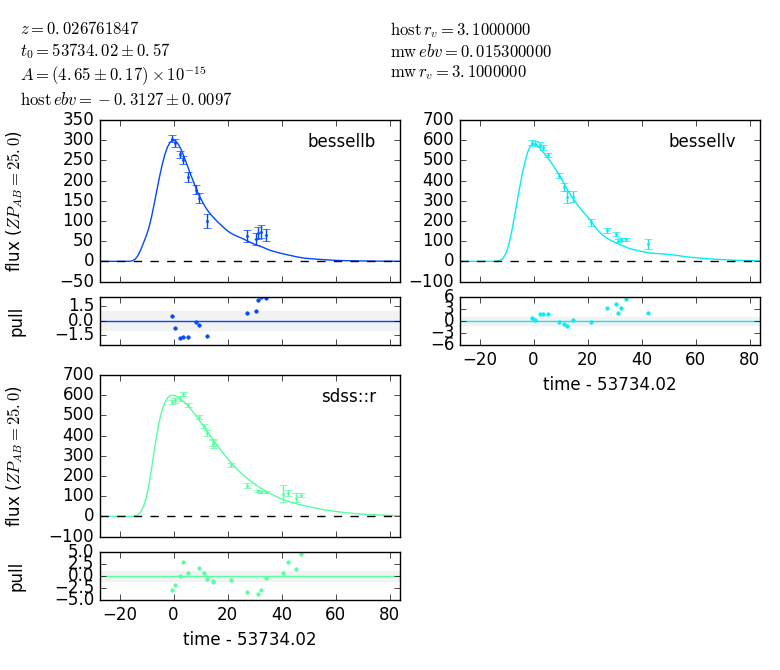 z = 0.026761847
host r_v = 3.1000000
t_0 = 53734.02 ± 0.57
mw ebv = 0.015300000
A = (4.65 ± 0.17) × 10^−15
mw r_v = 3.1000000
host ebv = −0.3127 ± 0.0097
flux (ZP_AB = 25.0)
350
300
250
200
150
100
50
0
−50
bessellb
700
600
500
400
300
200
100
0
−100
bessellv
pull
1.5
0.0
−1.5
6
3
0
−3
−6
−20 0 20 40 60 80
time - 53734.02
flux (ZP_AB = 25.0)
700
600
500
400
300
200
100
0
−100
sdss::r
pull
5.0
2.5
0.0
−2.5
−5.0
−20 0 20 40 60 80
time - 53734.02